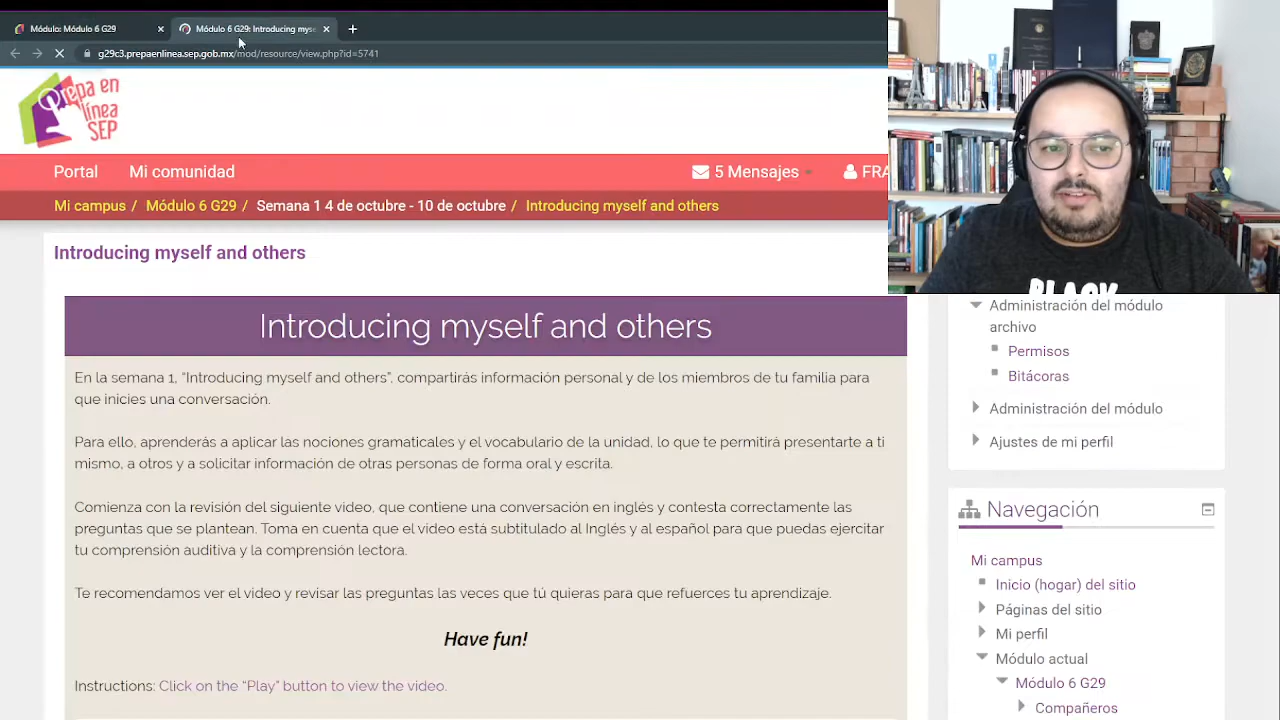 Módulo: Módulo 6 G29
Módulo 6 G29: Introducing myse
g29c3.prepaenlinea.sep.gob.mx/mod/resource/view.php?id=5741
Prepa en
línea
SEP
Portal
Mi comunidad
5 Mensajes
FRA
Mi campus / Módulo 6 G29 / Semana 1 4 de octubre - 10 de octubre / Introducing myself and others
Introducing myself and others
Introducing myself and others
En la semana 1, "Introducing myself and others", compartirás información personal y de los miembros de tu familia para
que inicies una conversación.
Para ello, aprenderás a aplicar las nociones gramaticales y el vocabulario de la unidad, lo que te permitirá presentarte a ti
mismo, a otros y a solicitar información de otras personas de forma oral y escrita.
Comienza con la revisión del siguiente video, que contiene una conversación en inglés y contesta correctamente las
preguntas que se plantean. Toma en cuenta que el video está subtitulado al Inglés y al español para que puedas ejercitar
tu comprensión auditiva y la comprensión lectora.
Te recomendamos ver el video y revisar las preguntas las veces que tú quieras para que refuerces tu aprendizaje.
Have fun!
Instructions: Click on the "Play" button to view the video.
BLACK
Administración del módulo
archivo
Permisos
Bitácoras
Administración del módulo
Ajustes de mi perfil
Navegación
Mi campus
Inicio (hogar) del sitio
Páginas del sitio
Mi perfil
Módulo actual
Módulo 6 G29
Compañeros